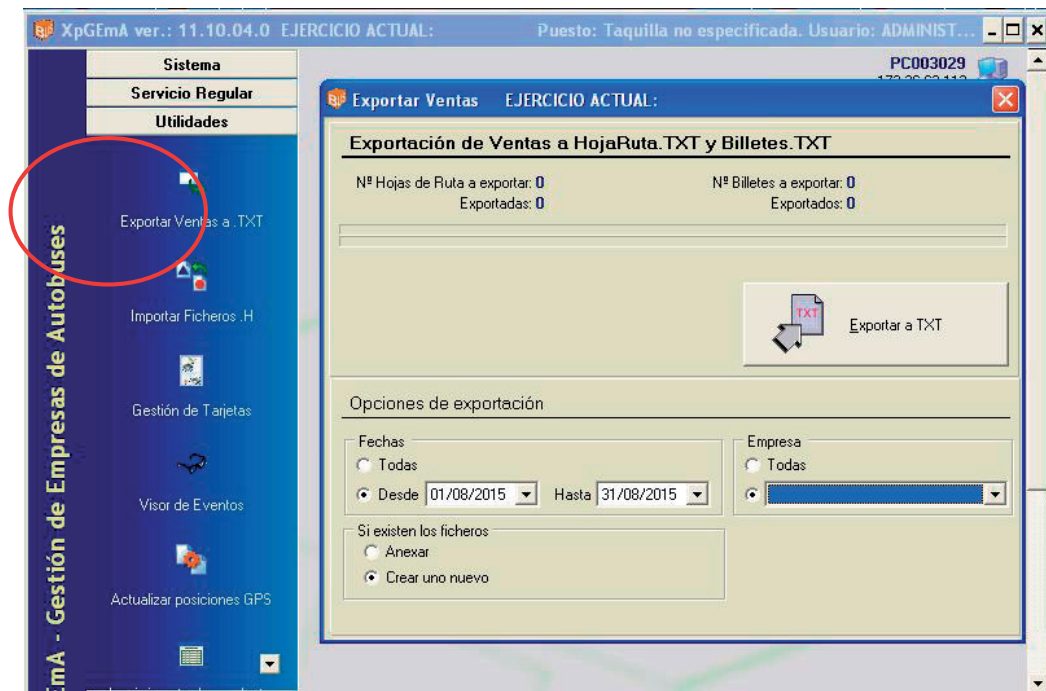 XpGEmA ver.: 11.10.04.0 EJERCICIO ACTUAL: Puesto: Taquilla no especificada. Usuario: ADMINIST...
Sistema
Servicio Regular
Utilidades
Exportar Ventas a .TXT
Importar Ficheros .H
Gestión de Tarjetas
Visor de Eventos
Actualizar posiciones GPS
EmA - Gestión de Empresas de Autobuses
PC003029
Exportar Ventas EJERCICIO ACTUAL:
Exportación de Ventas a HojaRuta.TXT y Billetes.TXT
Nº Hojas de Ruta a exportar: 0 Nº Billetes a exportar: 0
Exportadas: 0 Exportados: 0
TXT
Exportar a TXT
Opciones de exportación
Fechas
Todas
Desde 01/08/2015 Hasta 31/08/2015
Empresa
Todas
Si existen los ficheros
Anexar
Crear uno nuevo